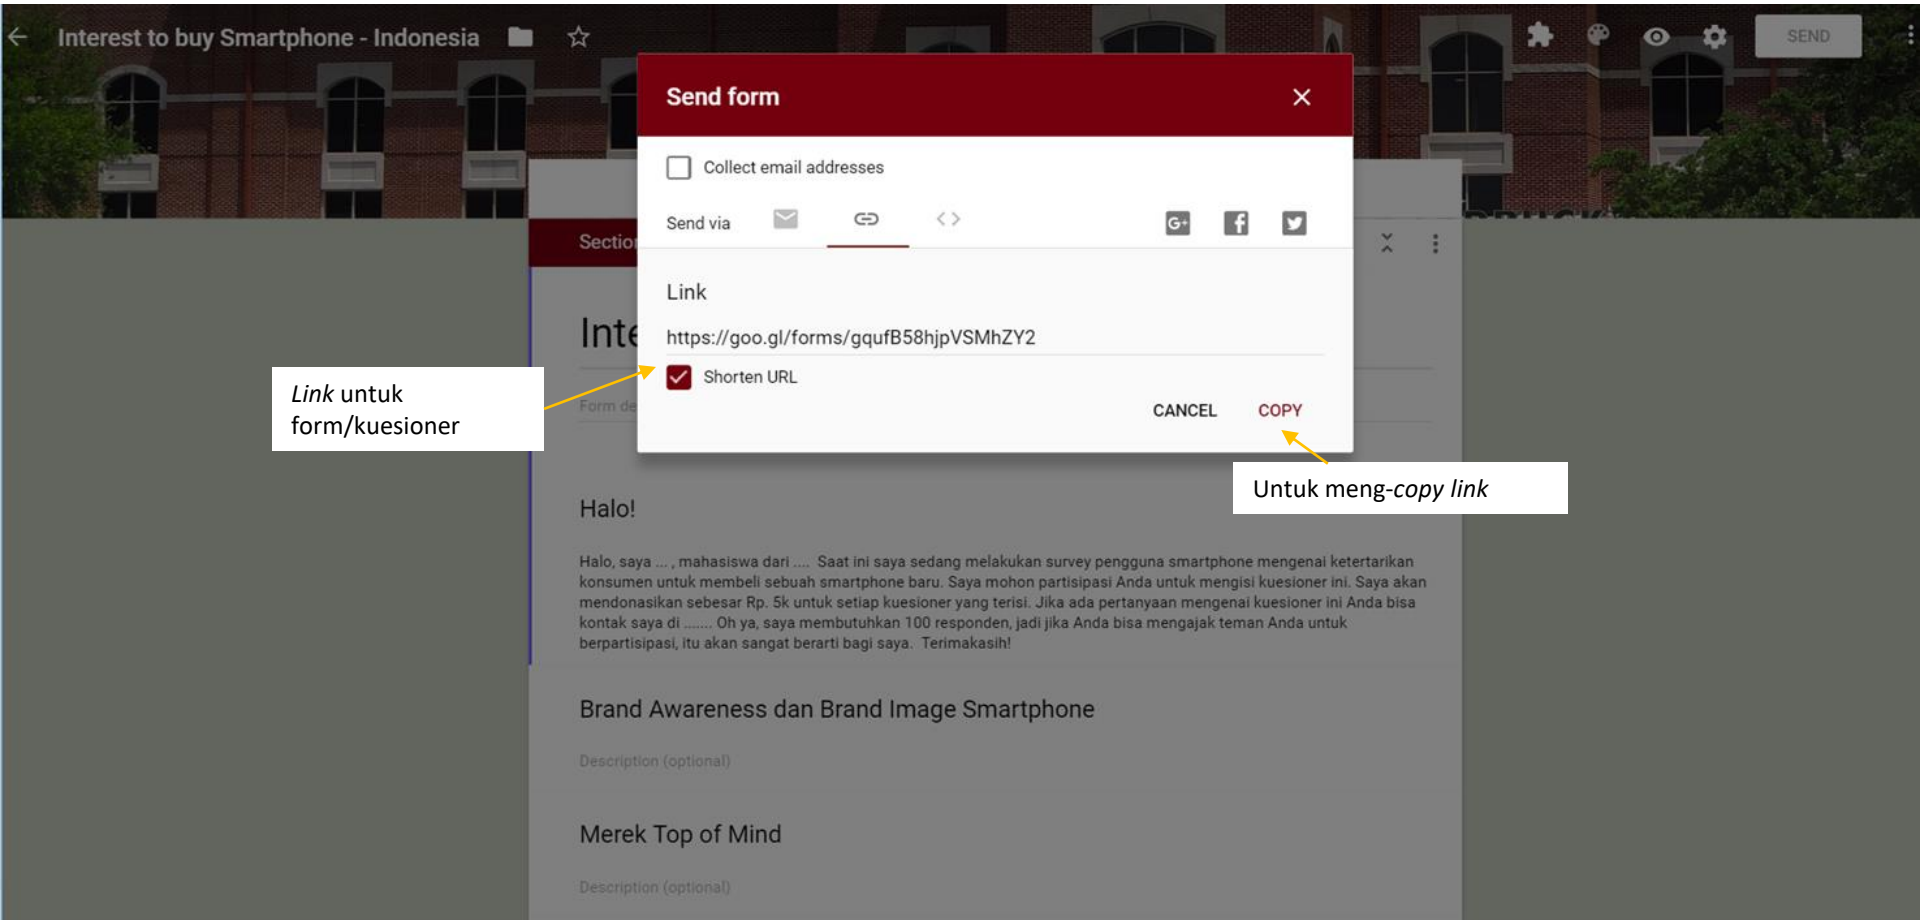 Interest to buy Smartphone - Indonesia
SEND
Send form
Collect email addresses
Send via
G+
Section
Link
Inte
https://goo.gl/forms/gqufB58hjpVSMhZY2
Shorten URL
Link untuk
form/kuesioner
Form de
CANCEL COPY
Untuk meng-copy link
Halo!
Halo, saya ... , mahasiswa dari .... Saat ini saya sedang melakukan survey pengguna smartphone mengenai ketertarikan
konsumen untuk membeli sebuah smartphone baru. Saya mohon partisipasi Anda untuk mengisi kuesioner ini. Saya akan
mendonasikan sebesar Rp. 5k untuk setiap kuesioner yang terisi. Jika ada pertanyaan mengenai kuesioner ini Anda bisa
kontak saya di ....... Oh ya, saya membutuhkan 100 responden, jadi jika Anda bisa mengajak teman Anda untuk
berpartisipasi, itu akan sangat berarti bagi saya. Terimakasih!
Brand Awareness dan Brand Image Smartphone
Description (optional)
Merek Top of Mind
Description (optional)